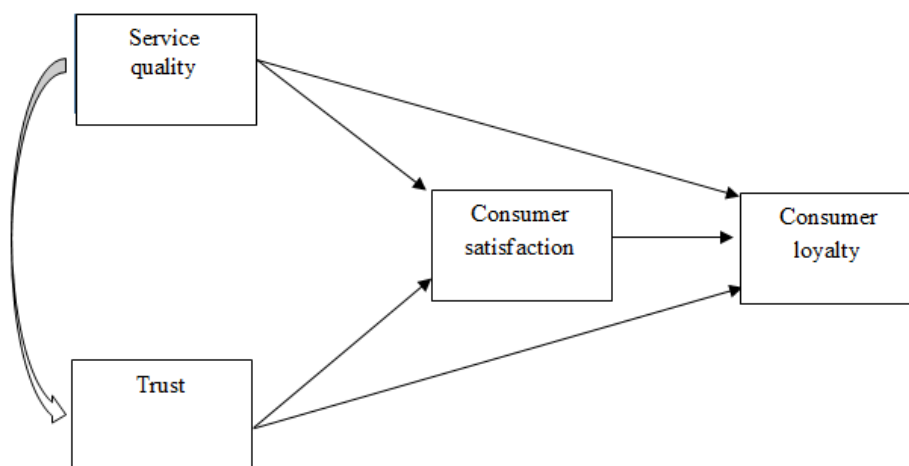 Service
quality
Consumer
satisfaction
Consumer
loyalty
Trust